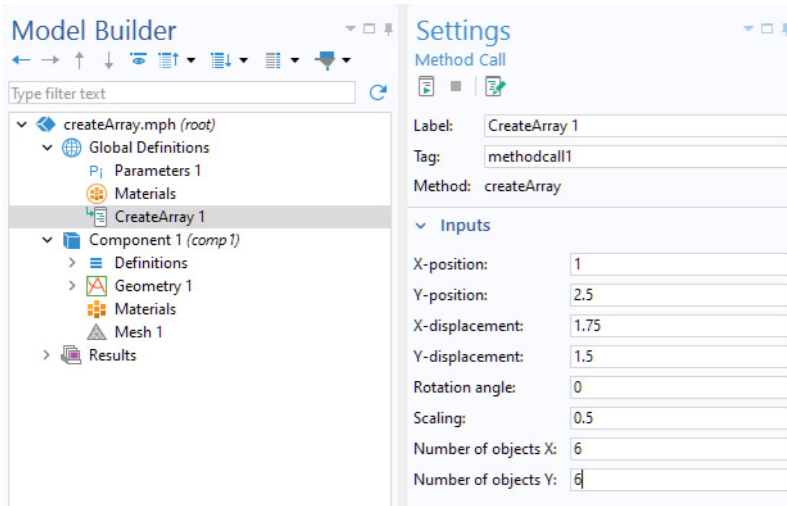 Model Builder
Type filter text
createArray.mph (root)
Global Definitions
Pi Parameters 1
Materials
CreateArray 1
Component 1 (comp1)
Definitions
Geometry 1
Materials
Mesh 1
Results
Settings
Method Call
Label: CreateArray 1
Tag: methodcall1
Method: createArray
Inputs
X-position: 1
Y-position: 2.5
X-displacement: 1.75
Y-displacement: 1.5
Rotation angle: 0
Scaling: 0.5
Number of objects X: 6
Number of objects Y: 6